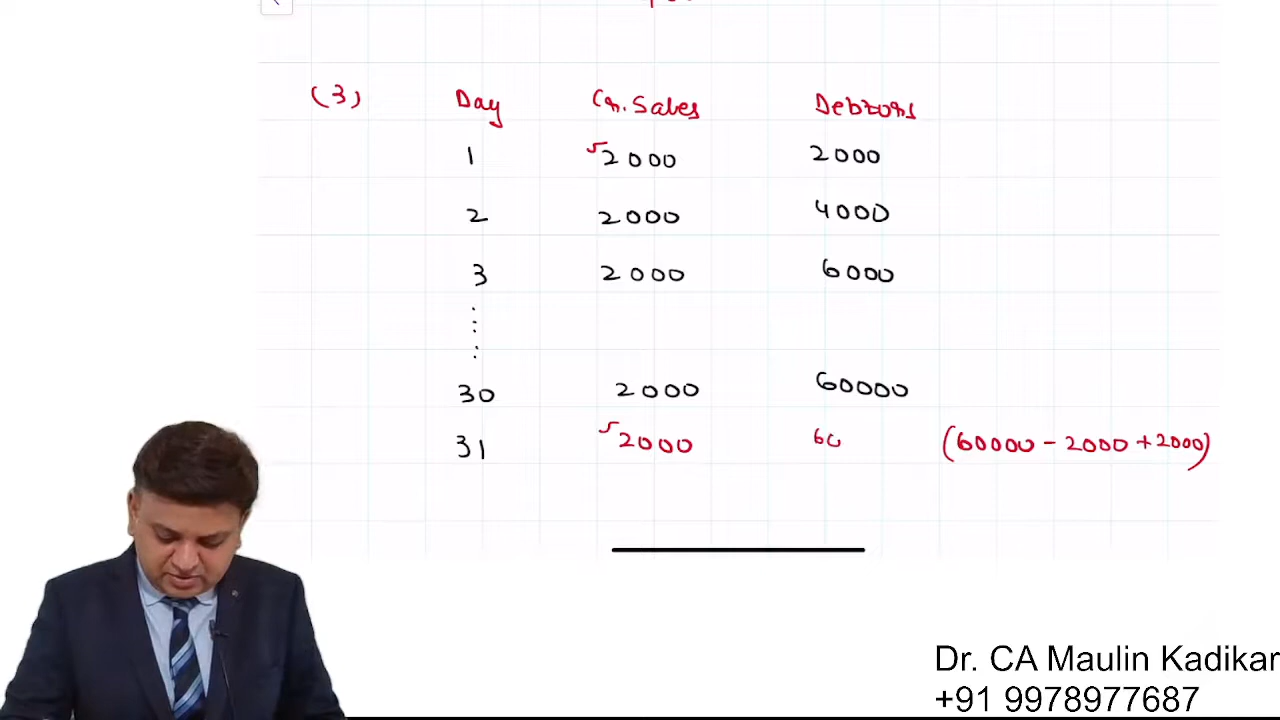 (3) Day Cr. Sales Debtors
1 2000 2000
2 2000 4000
3 2000 6000
30 2000 60000
31 2000 60 (60000 - 2000 + 2000)
Dr. CA Maulin Kadikar
+91 9978977687